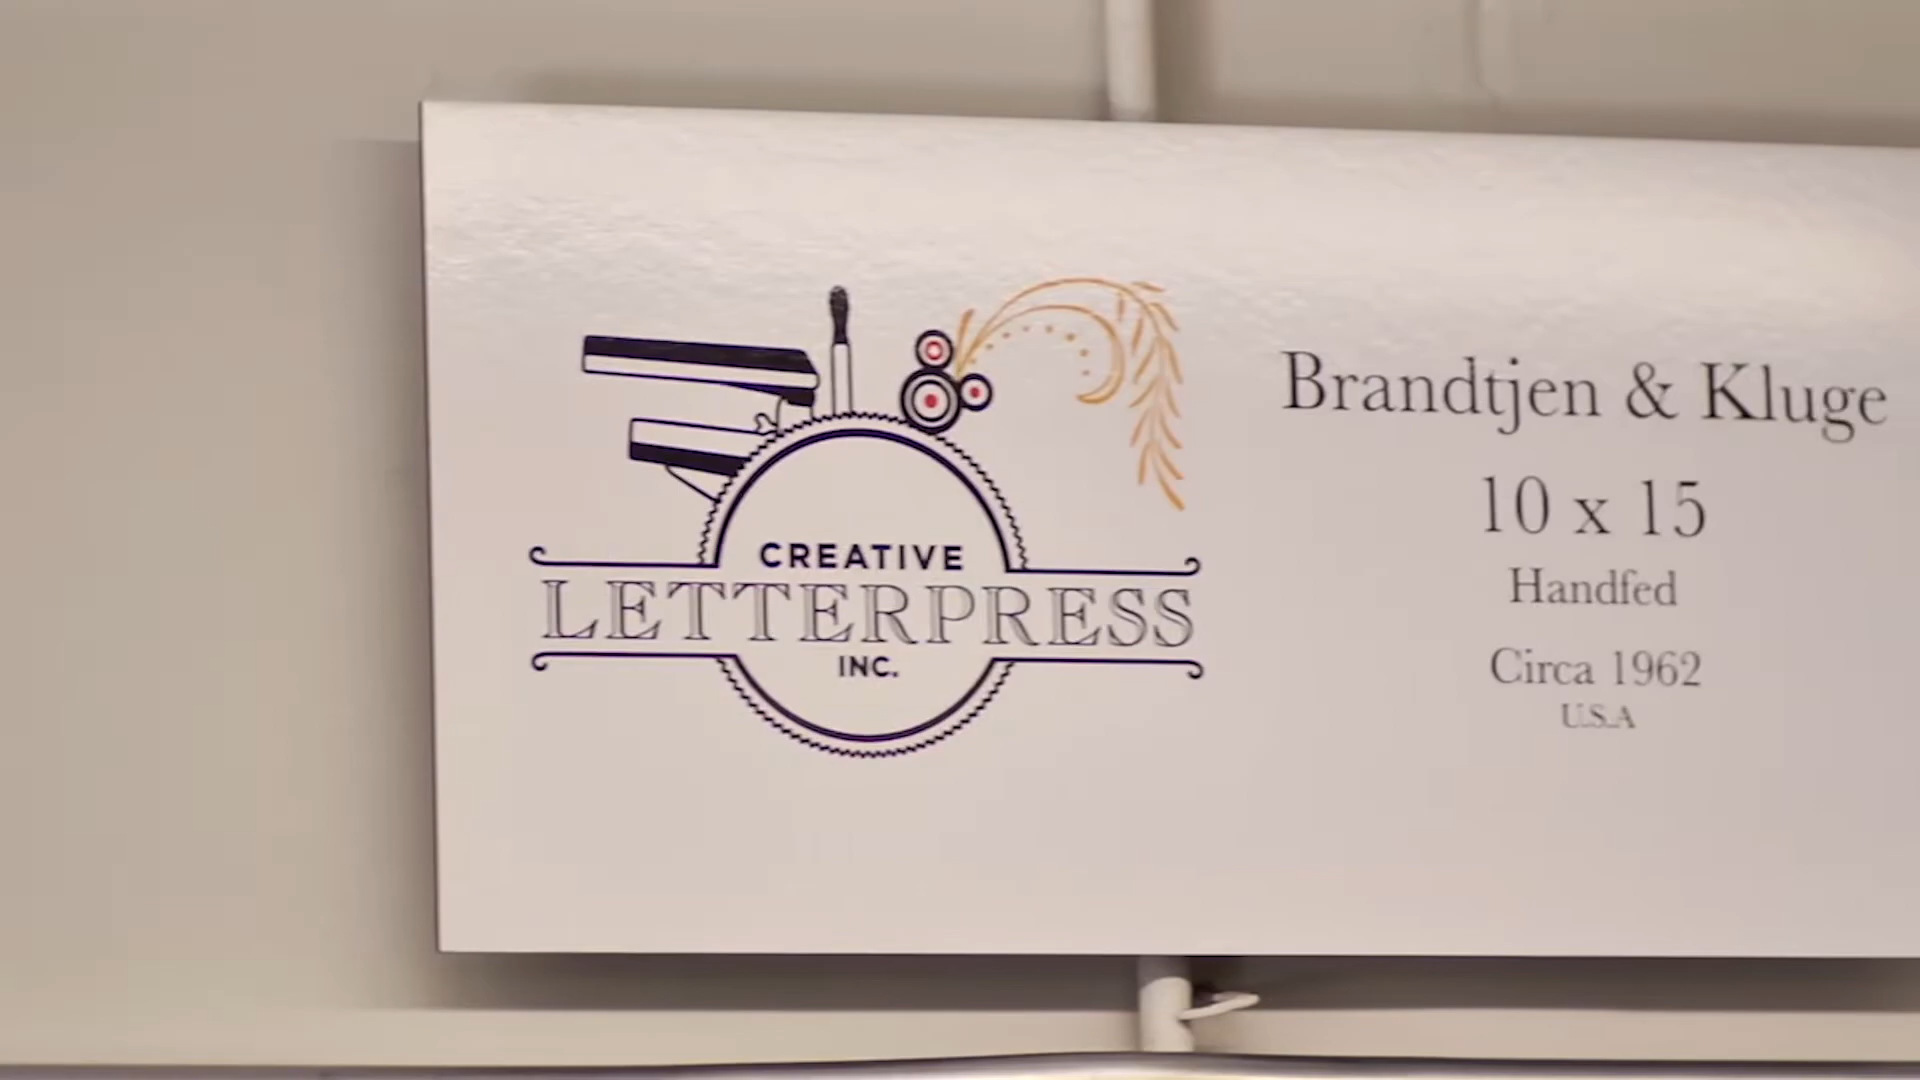 CREATIVE
LETTERPRESS
INC.
Brandtjen & Kluge
10 x 15
Handfed
Circa 1962
U.S.A